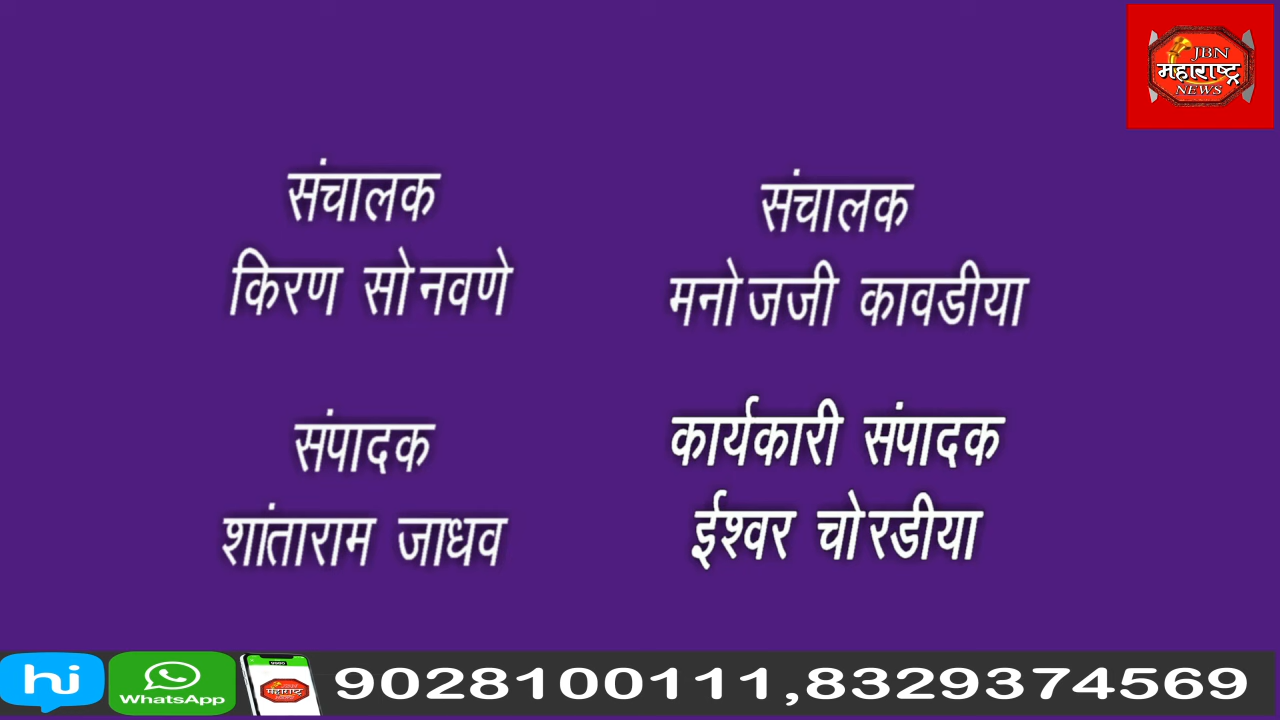 JBN
महाराष्ट्र
NEWS
संचालक
किरण सोनवणे
संचालक
मनोजजी कावडीया
संपादक
शांताराम जाधव
कार्यकारी संपादक
ईश्वर चोरडीया
hi
WhatsApp
महाराष्ट्र
9028100111,8329374569